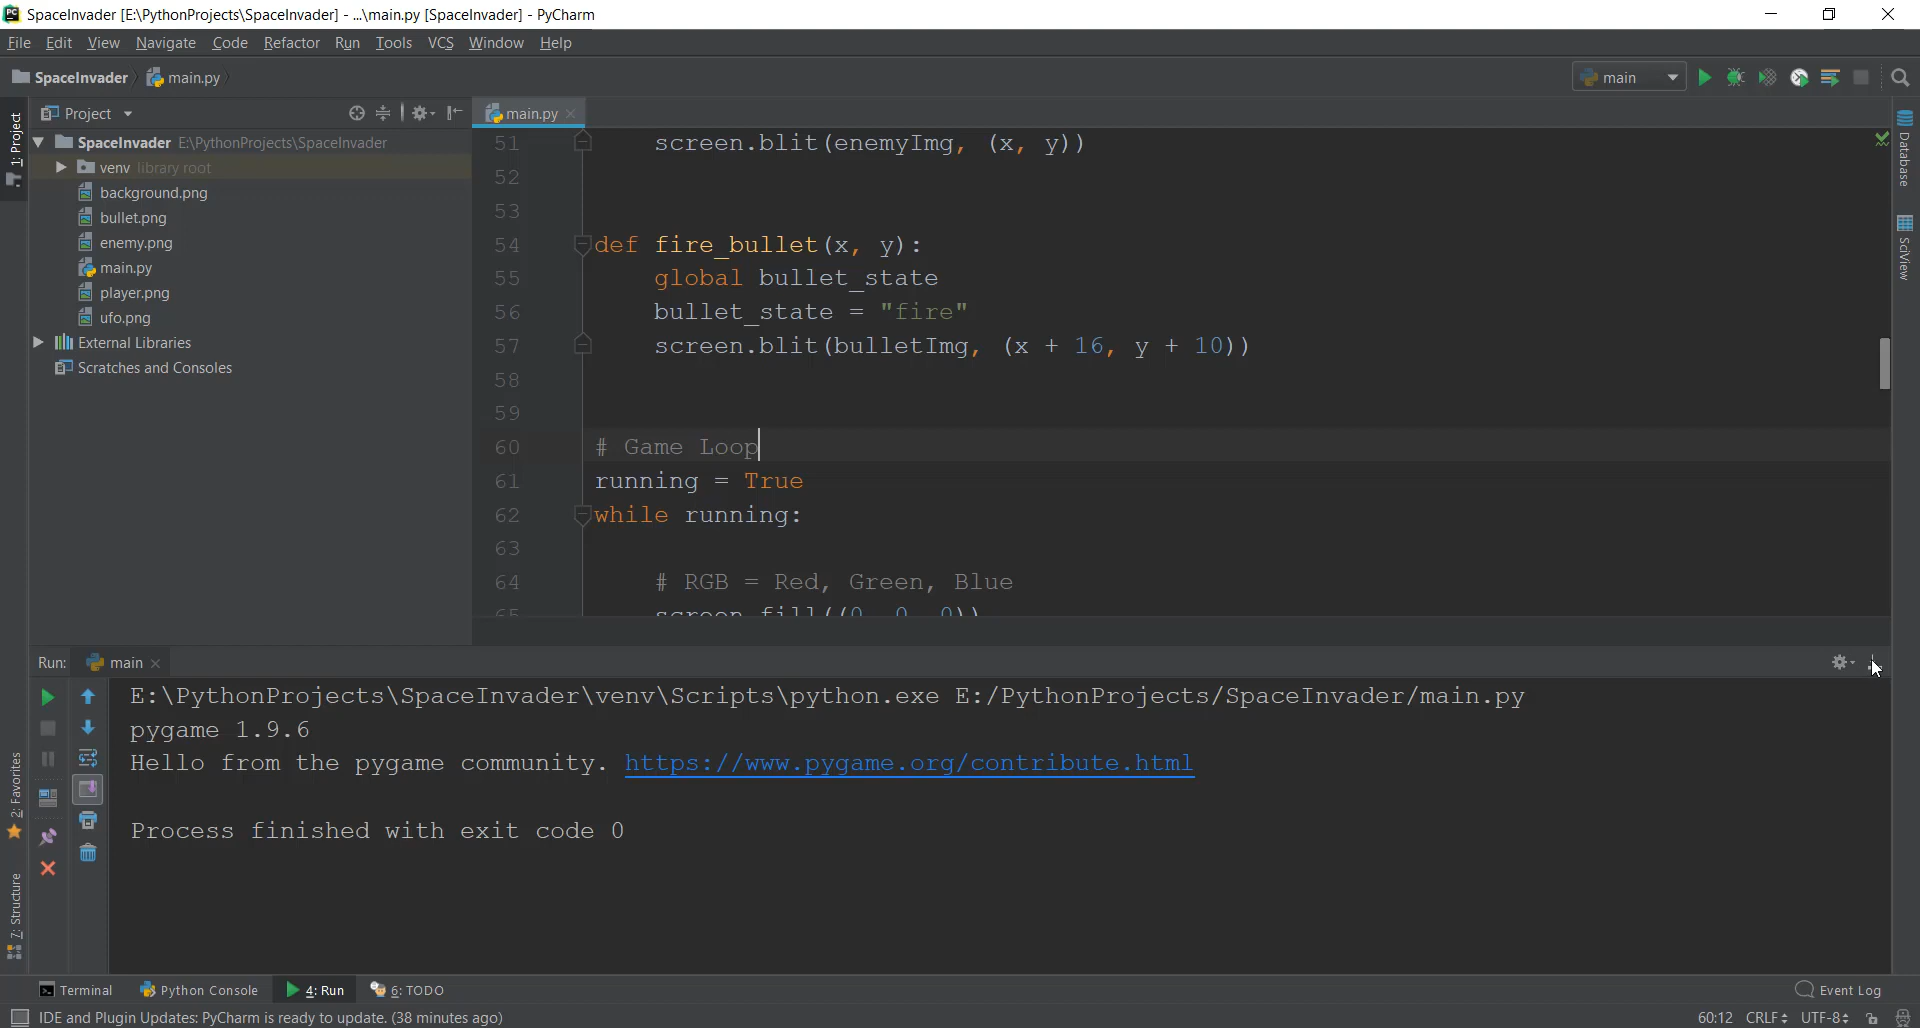 SpaceInvader [E:\PythonProjects\SpaceInvader] - ...\main.py [SpaceInvader] - PyCharm
File Edit View Navigate Code Refactor Run Tools VCS Window Help
SpaceInvader main.py
main
Project
main.py
1: Project
SpaceInvader E:\PythonProjects\SpaceInvader
venv library root
background.png
bullet.png
enemy.png
main.py
player.png
ufo.png
External Libraries
Scratches and Consoles
51 screen.blit(enemyImg, (x, y))
52
53
54 def fire_bullet(x, y):
55 global bullet_state
56 bullet_state = "fire"
57 screen.blit(bulletImg, (x + 16, y + 10))
58
59
60 # Game Loop
61 running = True
62 while running:
63
64 # RGB = Red, Green, Blue
65 screen.fill((0, 0, 0))
Database
SciView
Run: main
E:\PythonProjects\SpaceInvader\venv\Scripts\python.exe E:/PythonProjects/SpaceInvader/main.py
pygame 1.9.6
Hello from the pygame community. https://www.pygame.org/contribute.html
Process finished with exit code 0
2: Favorites
7: Structure
Terminal Python Console 4: Run 6: TODO Event Log
IDE and Plugin Updates: PyCharm is ready to update. (38 minutes ago) 60:12 CRLF UTF-8